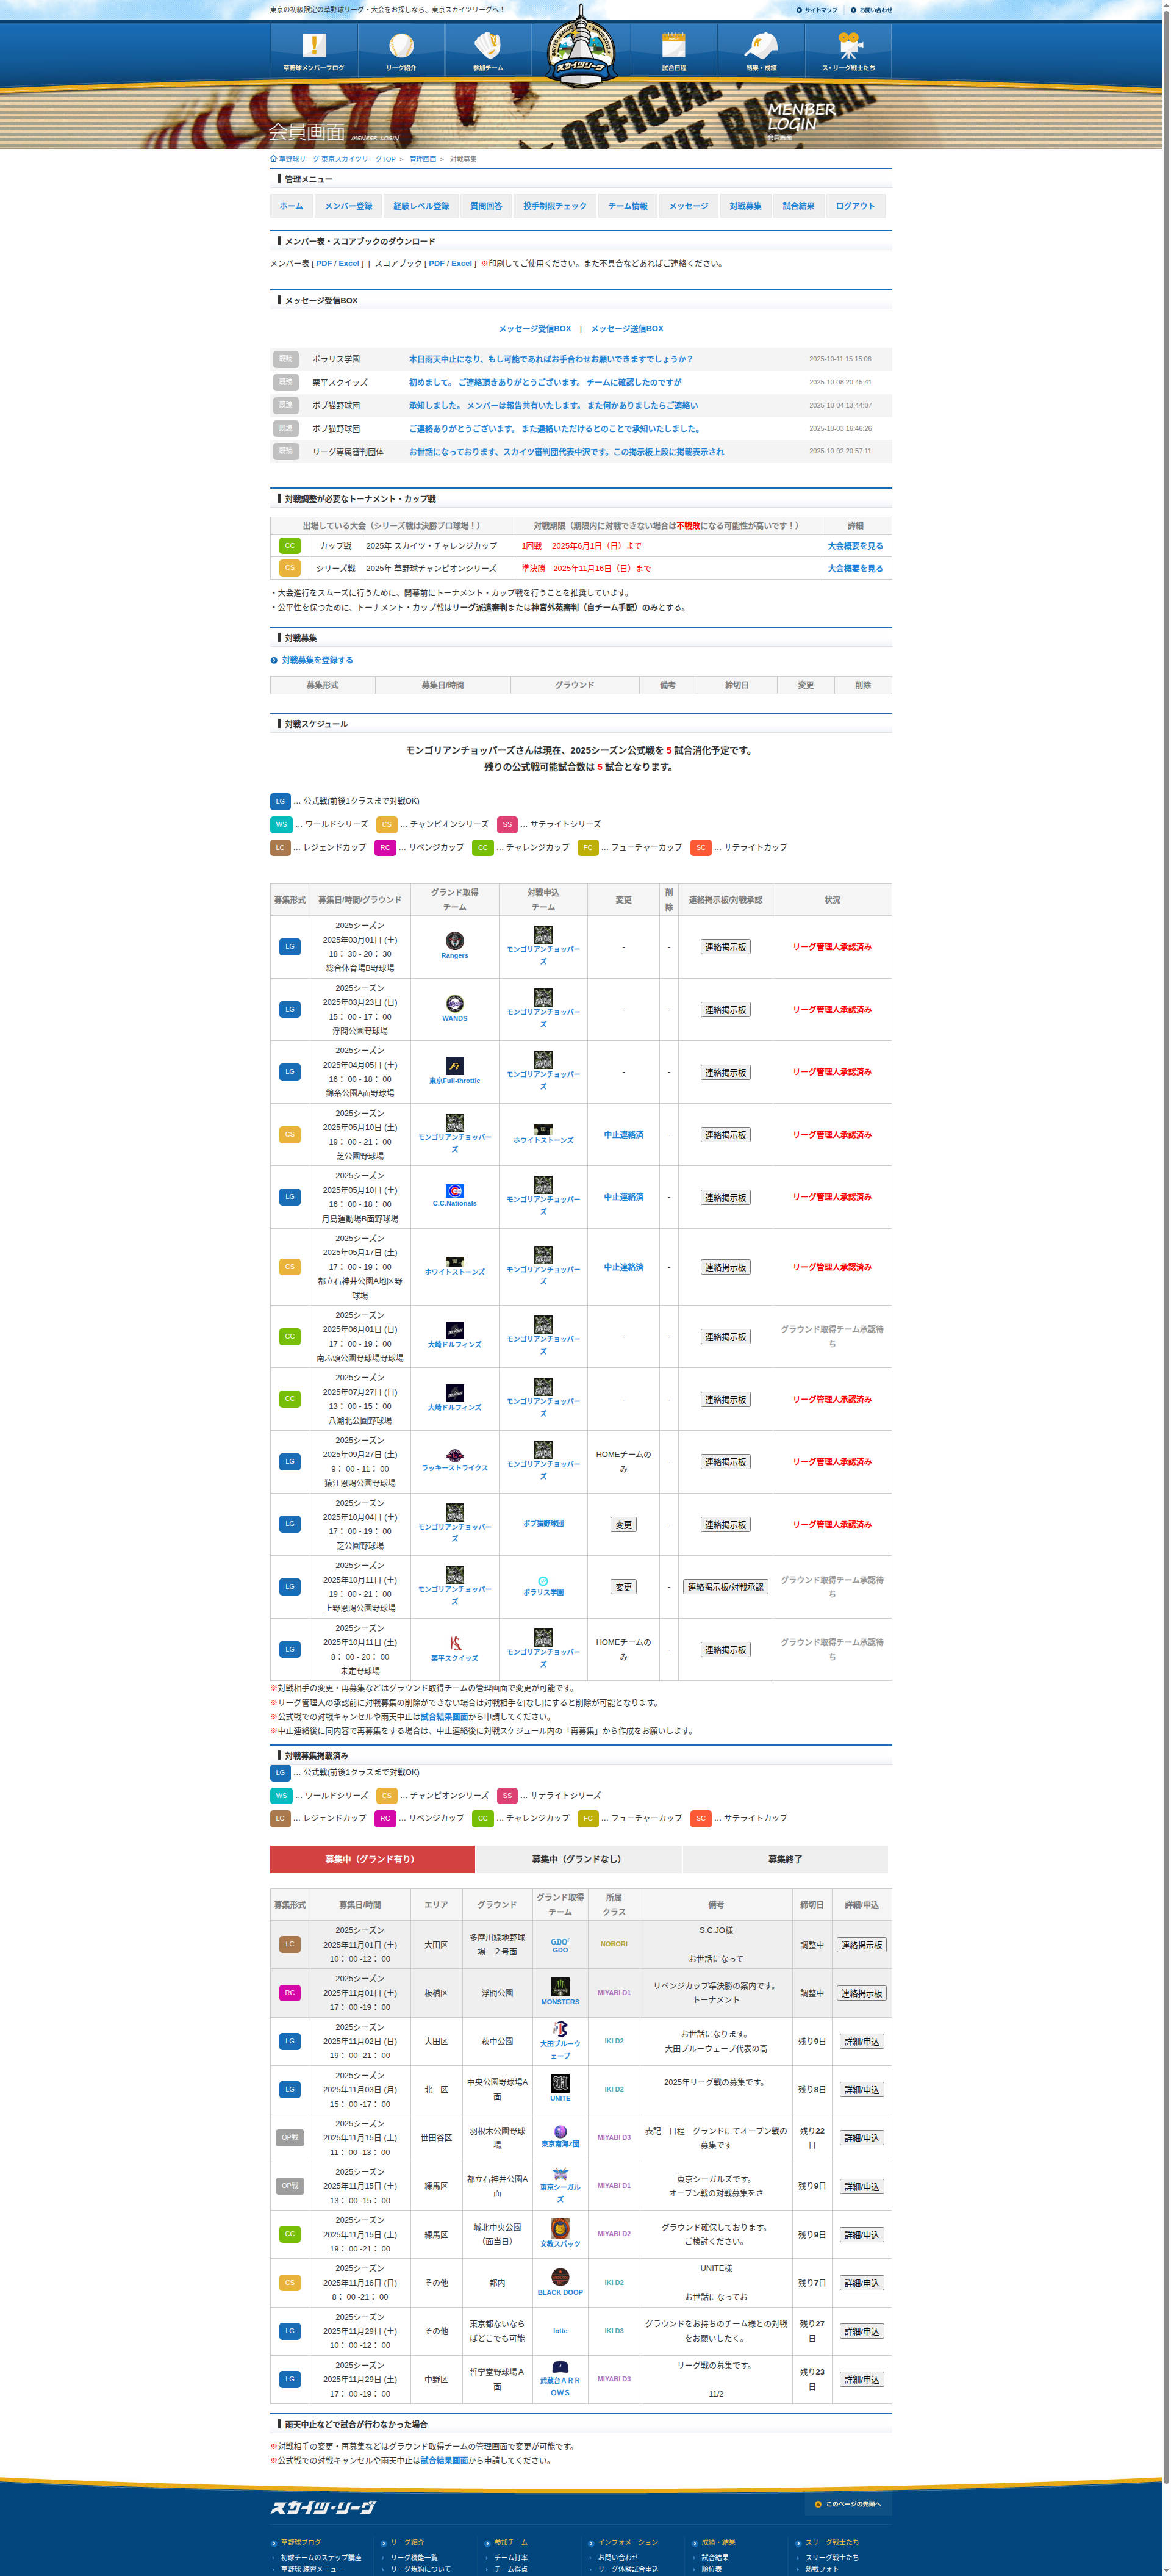 東京の初級限定の草野球リーグ・大会をお探しなら、東京スカイツリーグへ！
サイトマップ
お問い合わせ
草野球メンバーブログ
リーグ紹介
参加チーム
スカイツリーグ
試合日程
結果・成績
ス・リーグ戦士たち
会員画面 MENBER LOGIN
MENBER LOGIN
会員画面
草野球リーグ 東京スカイツリーグTOP > 管理画面 > 対戦募集
管理メニュー
ホーム メンバー登録 経験レベル登録 質問回答 投手制限チェック チーム情報 メッセージ 対戦募集 試合結果 ログアウト
メンバー表・スコアブックのダウンロード
メンバー表 [ PDF / Excel ] | スコアブック [ PDF / Excel ] ※印刷してご使用ください。また不具合などあればご連絡ください。
メッセージ受信BOX
メッセージ受信BOX | メッセージ送信BOX
既読 ポラリス学園 本日雨天中止になり、もし可能であればお手合わせお願いできますでしょうか？ 2025-10-11 15:15:06
既読 栗平スクイッズ 初めまして。 ご連絡頂きありがとうございます。 チームに確認したのですが 2025-10-08 20:45:41
既読 ボブ猫野球団 承知しました。 メンバーは報告共有いたします。 また何かありましたらご連絡い 2025-10-04 13:44:07
既読 ボブ猫野球団 ご連絡ありがとうございます。 また連絡いただけるとのことで承知いたしました。 2025-10-03 16:46:26
既読 リーグ専属審判団体 お世話になっております、スカイツ審判団代表中沢です。この掲示板上段に掲載表示され 2025-10-02 20:57:11
対戦調整が必要なトーナメント・カップ戦
出場している大会（シリーズ戦は決勝プロ球場！） 対戦期限（期限内に対戦できない場合は不戦敗になる可能性が高いです！） 詳細
CC カップ戦 2025年 スカイツ・チャレンジカップ 1回戦 2025年6月1日（日）まで 大会概要を見る
CS シリーズ戦 2025年 草野球チャンピオンシリーズ 準決勝 2025年11月16日（日）まで 大会概要を見る
・大会進行をスムーズに行うために、開幕前にトーナメント・カップ戦を行うことを推奨しています。
・公平性を保つために、トーナメント・カップ戦はリーグ派遣審判または神宮外苑審判（自チーム手配）のみとする。
対戦募集
対戦募集を登録する
募集形式 募集日/時間 グラウンド 備考 締切日 変更 削除
対戦スケジュール
モンゴリアンチョッパーズさんは現在、2025シーズン公式戦を 5 試合消化予定です。
残りの公式戦可能試合数は 5 試合となります。
LG … 公式戦(前後1クラスまで対戦OK)
WS … ワールドシリーズ CS … チャンピオンシリーズ SS … サテライトシリーズ
LC … レジェンドカップ RC … リベンジカップ CC … チャレンジカップ FC … フューチャーカップ SC … サテライトカップ
募集形式 募集日/時間/グラウンド グランド取得チーム 対戦申込チーム 変更 削除 連絡掲示板/対戦承認 状況
LG 2025シーズン 2025年03月01日 (土) 18： 30 - 20： 30 総合体育場B野球場 Rangers モンゴリアンチョッパーズ - - 連絡掲示板 リーグ管理人承認済み
LG 2025シーズン 2025年03月23日 (日) 15： 00 - 17： 00 浮間公園野球場 WANDS モンゴリアンチョッパーズ - - 連絡掲示板 リーグ管理人承認済み
LG 2025シーズン 2025年04月05日 (土) 16： 00 - 18： 00 錦糸公園A面野球場 東京Full-throttle モンゴリアンチョッパーズ - - 連絡掲示板 リーグ管理人承認済み
CS 2025シーズン 2025年05月10日 (土) 19： 00 - 21： 00 芝公園野球場 モンゴリアンチョッパーズ ホワイトストーンズ 中止連絡済 - 連絡掲示板 リーグ管理人承認済み
LG 2025シーズン 2025年05月10日 (土) 16： 00 - 18： 00 月島運動場B面野球場 C.C.Nationals モンゴリアンチョッパーズ 中止連絡済 - 連絡掲示板 リーグ管理人承認済み
CS 2025シーズン 2025年05月17日 (土) 17： 00 - 19： 00 都立石神井公園A地区野球場 ホワイトストーンズ モンゴリアンチョッパーズ 中止連絡済 - 連絡掲示板 リーグ管理人承認済み
CC 2025シーズン 2025年06月01日 (日) 17： 00 - 19： 00 南ふ頭公園野球場野球場 大崎ドルフィンズ モンゴリアンチョッパーズ - - 連絡掲示板 グラウンド取得チーム承認待ち
CC 2025シーズン 2025年07月27日 (日) 13： 00 - 15： 00 八潮北公園野球場 大崎ドルフィンズ モンゴリアンチョッパーズ - - 連絡掲示板 リーグ管理人承認済み
LG 2025シーズン 2025年09月27日 (土) 9： 00 - 11： 00 猿江恩賜公園野球場 ラッキーストライクス モンゴリアンチョッパーズ HOMEチームのみ - 連絡掲示板 リーグ管理人承認済み
LG 2025シーズン 2025年10月04日 (土) 17： 00 - 19： 00 芝公園野球場 モンゴリアンチョッパーズ ボブ猫野球団 変更 - 連絡掲示板 リーグ管理人承認済み
LG 2025シーズン 2025年10月11日 (土) 19： 00 - 21： 00 上野恩賜公園野球場 モンゴリアンチョッパーズ ポラリス学園 変更 - 連絡掲示板/対戦承認 グラウンド取得チーム承認待ち
LG 2025シーズン 2025年10月11日 (土) 8： 00 - 20： 00 未定野球場 栗平スクイッズ モンゴリアンチョッパーズ HOMEチームのみ - 連絡掲示板 グラウンド取得チーム承認待ち
※対戦相手の変更・再募集などはグラウンド取得チームの管理画面で変更が可能です。
※リーグ管理人の承認前に対戦募集の削除ができない場合は対戦相手を[なし]にすると削除が可能となります。
※公式戦での対戦キャンセルや雨天中止は試合結果画面から申請してください。
※中止連絡後に同内容で再募集をする場合は、中止連絡後に対戦スケジュール内の「再募集」から作成をお願いします。
対戦募集掲載済み
LG … 公式戦(前後1クラスまで対戦OK)
WS … ワールドシリーズ CS … チャンピオンシリーズ SS … サテライトシリーズ
LC … レジェンドカップ RC … リベンジカップ CC … チャレンジカップ FC … フューチャーカップ SC … サテライトカップ
募集中（グランド有り） 募集中（グランドなし） 募集終了
募集形式 募集日/時間 エリア グラウンド グランド取得チーム 所属クラス 備考 締切日 詳細/申込
LC 2025シーズン 2025年11月01日 (土) 10： 00 -12： 00 大田区 多摩川緑地野球場＿２号面 GDO NOBORI S.C.JO様 お世話になって 調整中 連絡掲示板
RC 2025シーズン 2025年11月01日 (土) 17： 00 -19： 00 板橋区 浮間公園 MONSTERS MIYABI D1 リベンジカップ準決勝の案内です。 トーナメント 調整中 連絡掲示板
LG 2025シーズン 2025年11月02日 (日) 19： 00 -21： 00 大田区 萩中公園 大田ブルーウェーブ IKI D2 お世話になります。 大田ブルーウェーブ代表の髙 残り9日 詳細/申込
LG 2025シーズン 2025年11月03日 (月) 15： 00 -17： 00 北 区 中央公園野球場A面 UNITE IKI D2 2025年リーグ戦の募集です。 残り8日 詳細/申込
OP戦 2025シーズン 2025年11月15日 (土) 11： 00 -13： 00 世田谷区 羽根木公園野球場 東京南海Z団 MIYABI D3 表記 日程 グランドにてオープン戦の募集です 残り22日 詳細/申込
OP戦 2025シーズン 2025年11月15日 (土) 13： 00 -15： 00 練馬区 都立石神井公園A面 東京シーガルズ MIYABI D1 東京シーガルズです。 オープン戦の対戦募集をさ 残り9日 詳細/申込
CC 2025シーズン 2025年11月15日 (土) 19： 00 -21： 00 練馬区 城北中央公園（面当日） 文教スパッツ MIYABI D2 グラウンド確保しております。 ご検討ください。 残り9日 詳細/申込
CS 2025シーズン 2025年11月16日 (日) 8： 00 -21： 00 その他 都内 BLACK DOOP IKI D2 UNITE様 お世話になってお 残り7日 詳細/申込
LG 2025シーズン 2025年11月29日 (土) 10： 00 -12： 00 その他 東京都ないならばどこでも可能 lotte IKI D3 グラウンドをお持ちのチーム様との対戦をお願いしたく。 残り27日 詳細/申込
LG 2025シーズン 2025年11月29日 (土) 17： 00 -19： 00 中野区 哲学堂野球場Ａ面 武蔵台ＡＲＲＯＷＳ MIYABI D3 リーグ戦の募集です。 11/2 残り23日 詳細/申込
雨天中止などで試合が行わなかった場合
※対戦相手の変更・再募集などはグラウンド取得チームの管理画面で変更が可能です。
※公式戦での対戦キャンセルや雨天中止は試合結果画面から申請してください。
スカイツ・リーグ
このページの先頭へ
草野球ブログ リーグ紹介 参加チーム インフォメーション 成績・結果 スリーグ戦士たち
初球チームのステップ講座 リーグ機能一覧 チーム打率 お問い合わせ 試合結果 スリーグ戦士たち
草野球 練習メニュー リーグ規約について チーム得点 リーグ体験試合申込 順位表 熱戦フォト